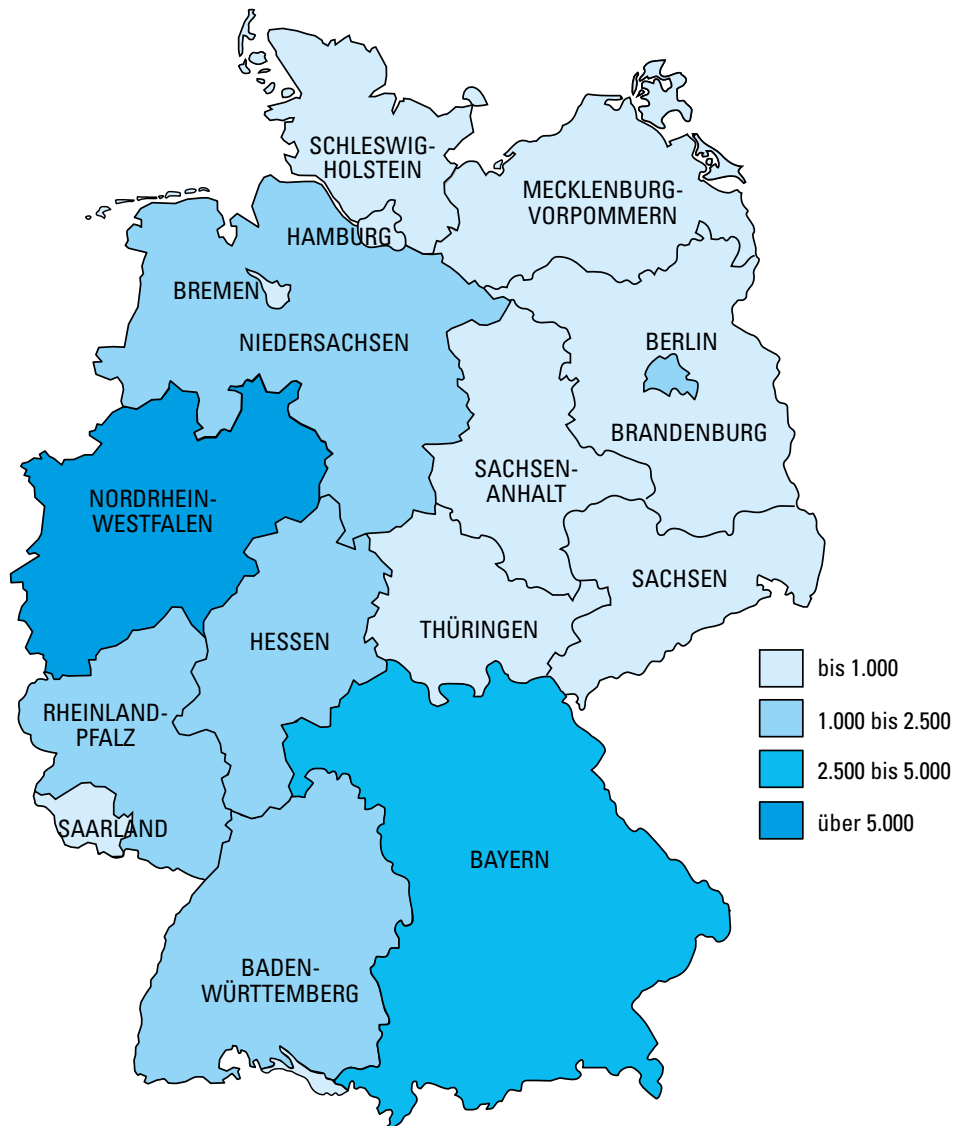 SCHLESWIG-
HOLSTEIN
MECKLENBURG-
VORPOMMERN
HAMBURG
BREMEN
NIEDERSACHSEN
BERLIN
BRANDENBURG
SACHSEN-
ANHALT
NORDRHEIN-
WESTFALEN
SACHSEN
THÜRINGEN
HESSEN
RHEINLAND-
PFALZ
SAARLAND
BAYERN
BADEN-
WÜRTTEMBERG
bis 1.000
1.000 bis 2.500
2.500 bis 5.000
über 5.000